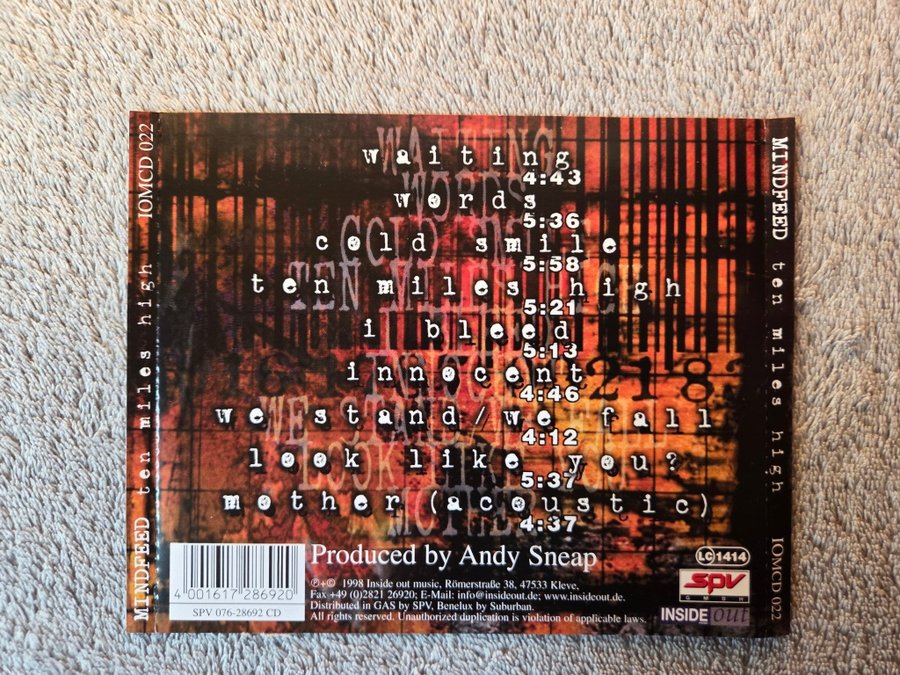 MINDFEED ten miles high IOMCD 022
waiting
4:43
words
5:36
cold smile
5:58
ten miles high
5:21
i bleed
5:13
innocent
4:46
we stand/we fall
4:12
look like you?
5:37
mother (acoustic)
4:37
Produced by Andy Sneap
℗+© 1998 Inside out music, Römerstraße 38, 47533 Kleve.
Fax +49 (0)2821 26920; E-Mail: info@insideout.de; www.insideout.de.
Distributed in GAS by SPV, Benelux by Suburban.
All rights reserved. Unauthorized duplication is violation of applicable laws.
4 001617 286920
SPV 076-28692 CD
LC 1414
SPV
GMBH
INSIDE out
MINDFEED ten miles high IOMCD 022